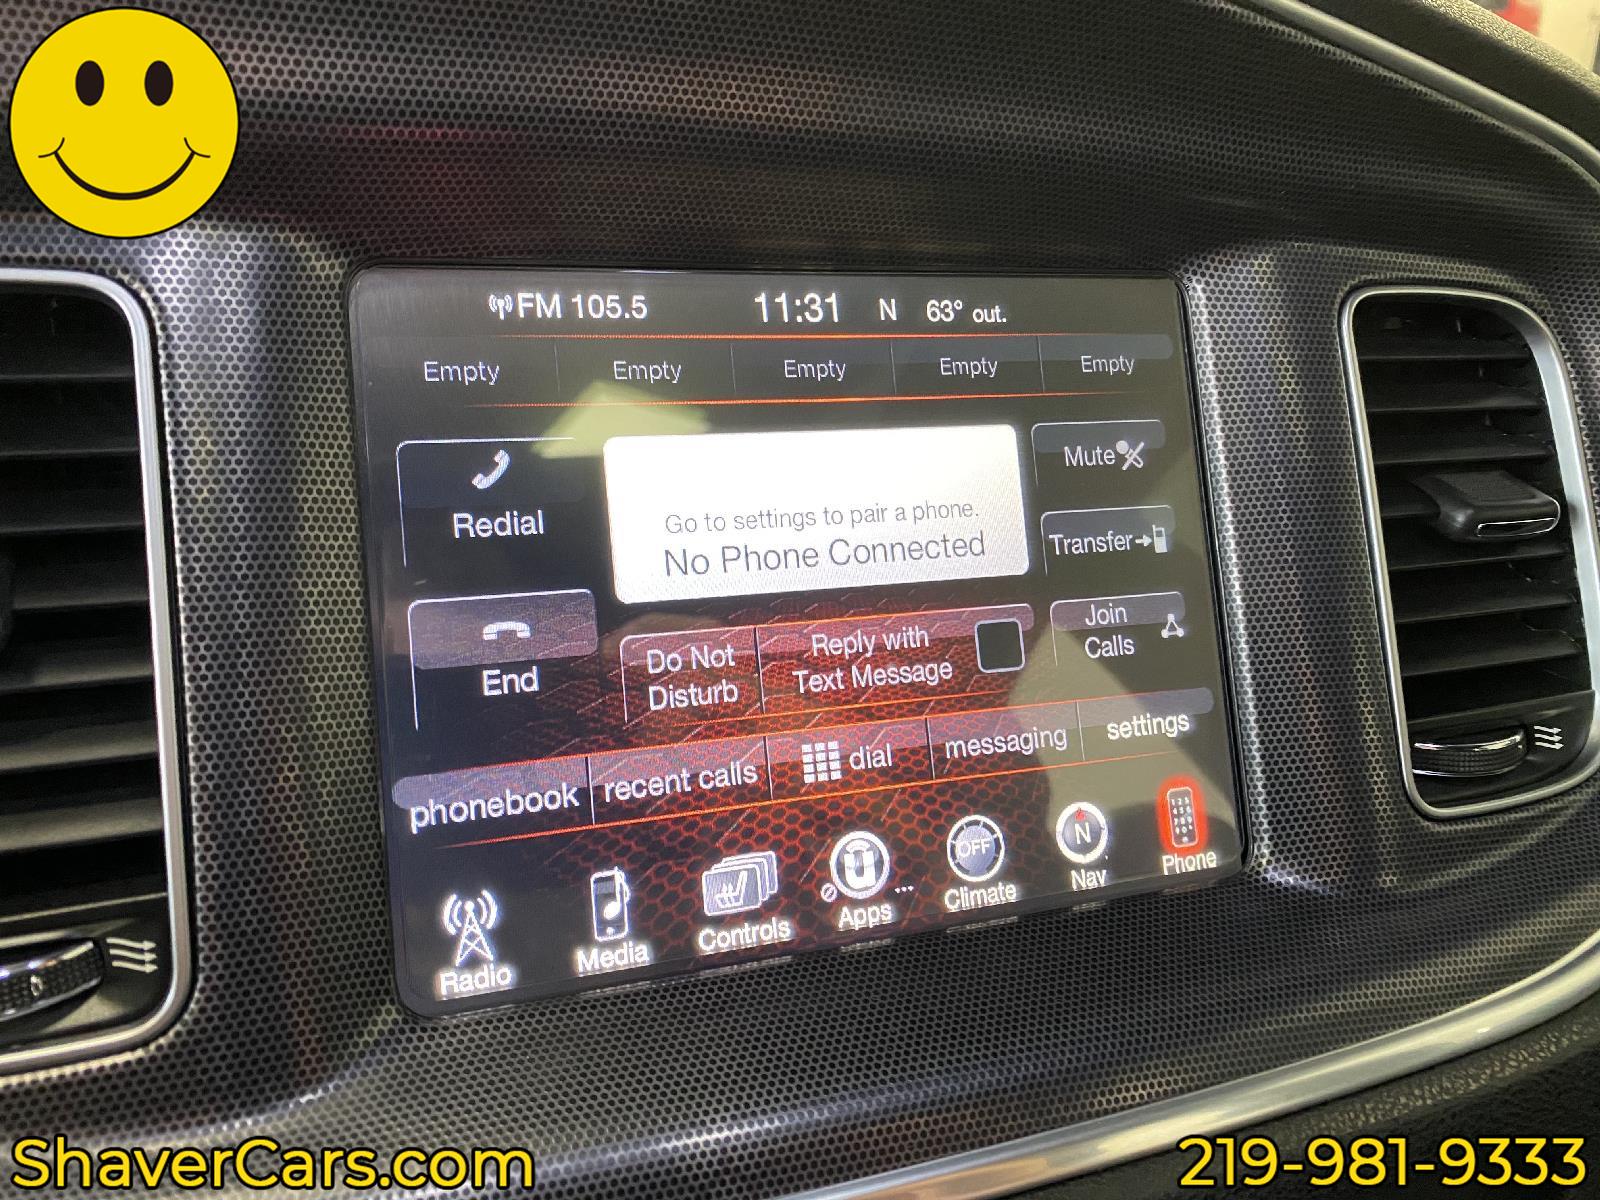 FM 105.5 11:31 N 63° out.
Empty Empty Empty Empty Empty
Redial
Go to settings to pair a phone.
No Phone Connected
Mute
Transfer
End
Do Not
Disturb
Reply with
Text Message
Join
Calls
phonebook recent calls dial messaging settings
OFF
N
Radio Media Controls Apps Climate Nav Phone
ShaverCars.com 219-981-9333